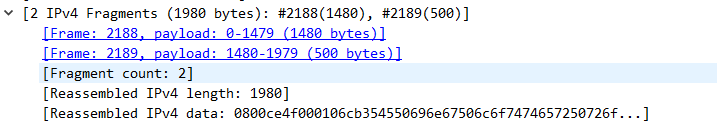 [2 IPv4 Fragments (1980 bytes): #2188(1480), #2189(500)]
[Frame: 2188, payload: 0-1479 (1480 bytes)]
[Frame: 2189, payload: 1480-1979 (500 bytes)]
[Fragment count: 2]
[Reassembled IPv4 length: 1980]
[Reassembled IPv4 data: 0800ce4f000106cb354550696e67506c6f7474657250726f...]